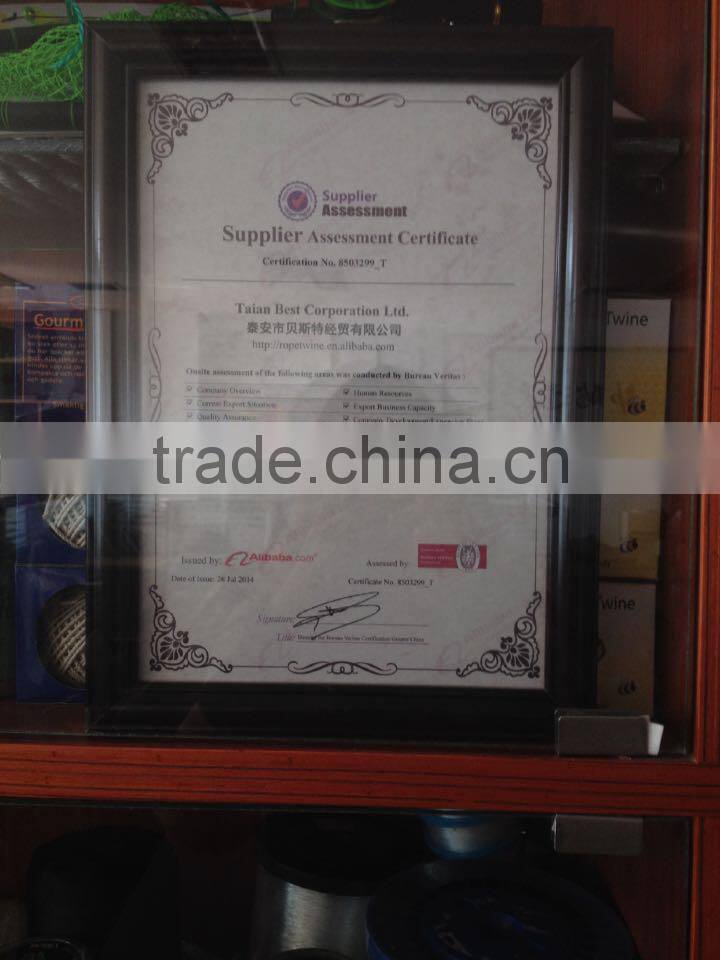 Supplier
Assessment
Supplier Assessment Certificate
Certification No. 8503299_T
Taian Best Corporation Ltd.
泰安市贝斯特经贸有限公司
http://ropetwine.en.alibaba.com
Onsite assessment of the following areas was conducted by Bureau Veritas :
Company Overview
Human Resources
Current Export Situation
Export Business Capacity
Quality Assurance
Gourm
Twine
trade.china.cn
Issued by: Alibaba.com
Assessed by:
Date of Issue: 26 Jul 2014
Certificate No. 8503299_T
Signature:
Title:
Twine